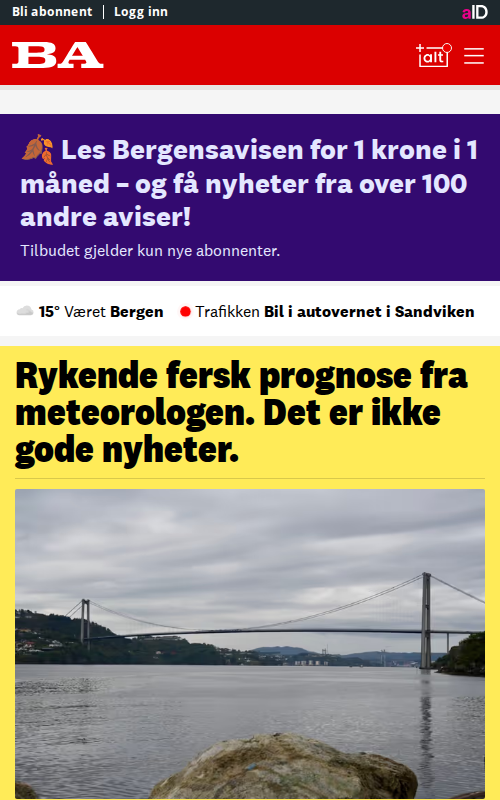 Bli abonnent | Logg inn
aID
BA
+alt
Les Bergensavisen for 1 krone i 1
måned – og få nyheter fra over 100
andre aviser!
Tilbudet gjelder kun nye abonnenter.
15° Været Bergen
Trafikken Bil i autovernet i Sandviken
Rykende fersk prognose fra
meteorologen. Det er ikke
gode nyheter.